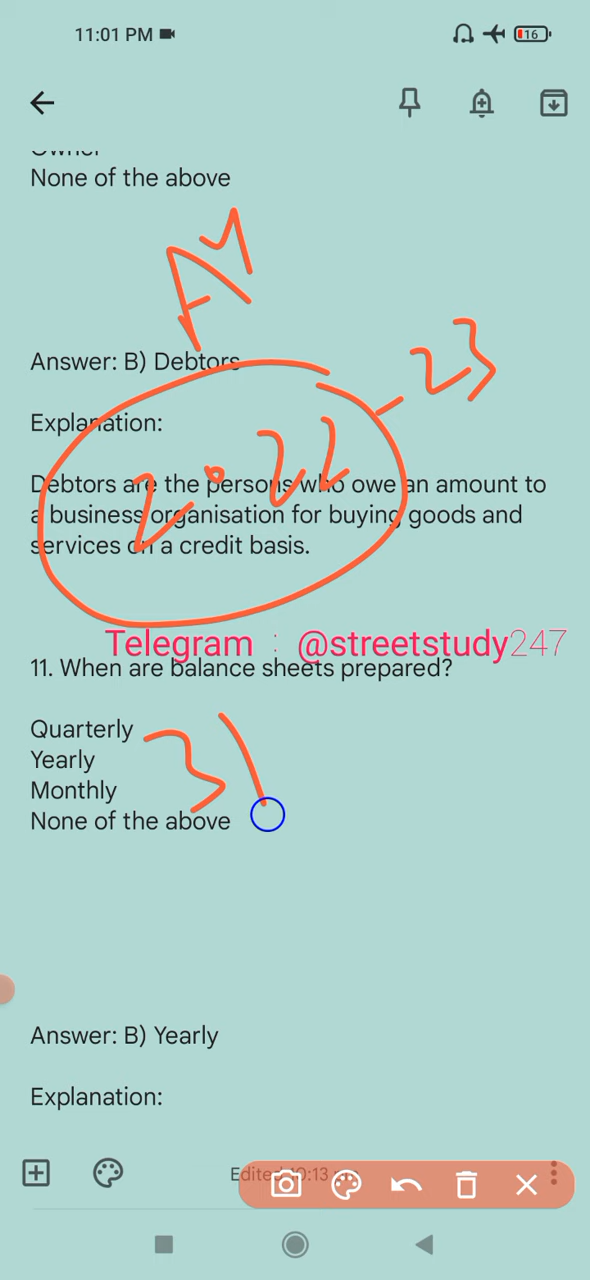 11:01 PM
16
None of the above
AY
Answer: B) Debtors
2022-23
Explanation:
Debtors are the persons who owe an amount to
a business organisation for buying goods and
services on a credit basis.
Telegram : @streetstudy247
11. When are balance sheets prepared?
Quarterly
31
Yearly
Monthly
None of the above
Answer: B) Yearly
Explanation: